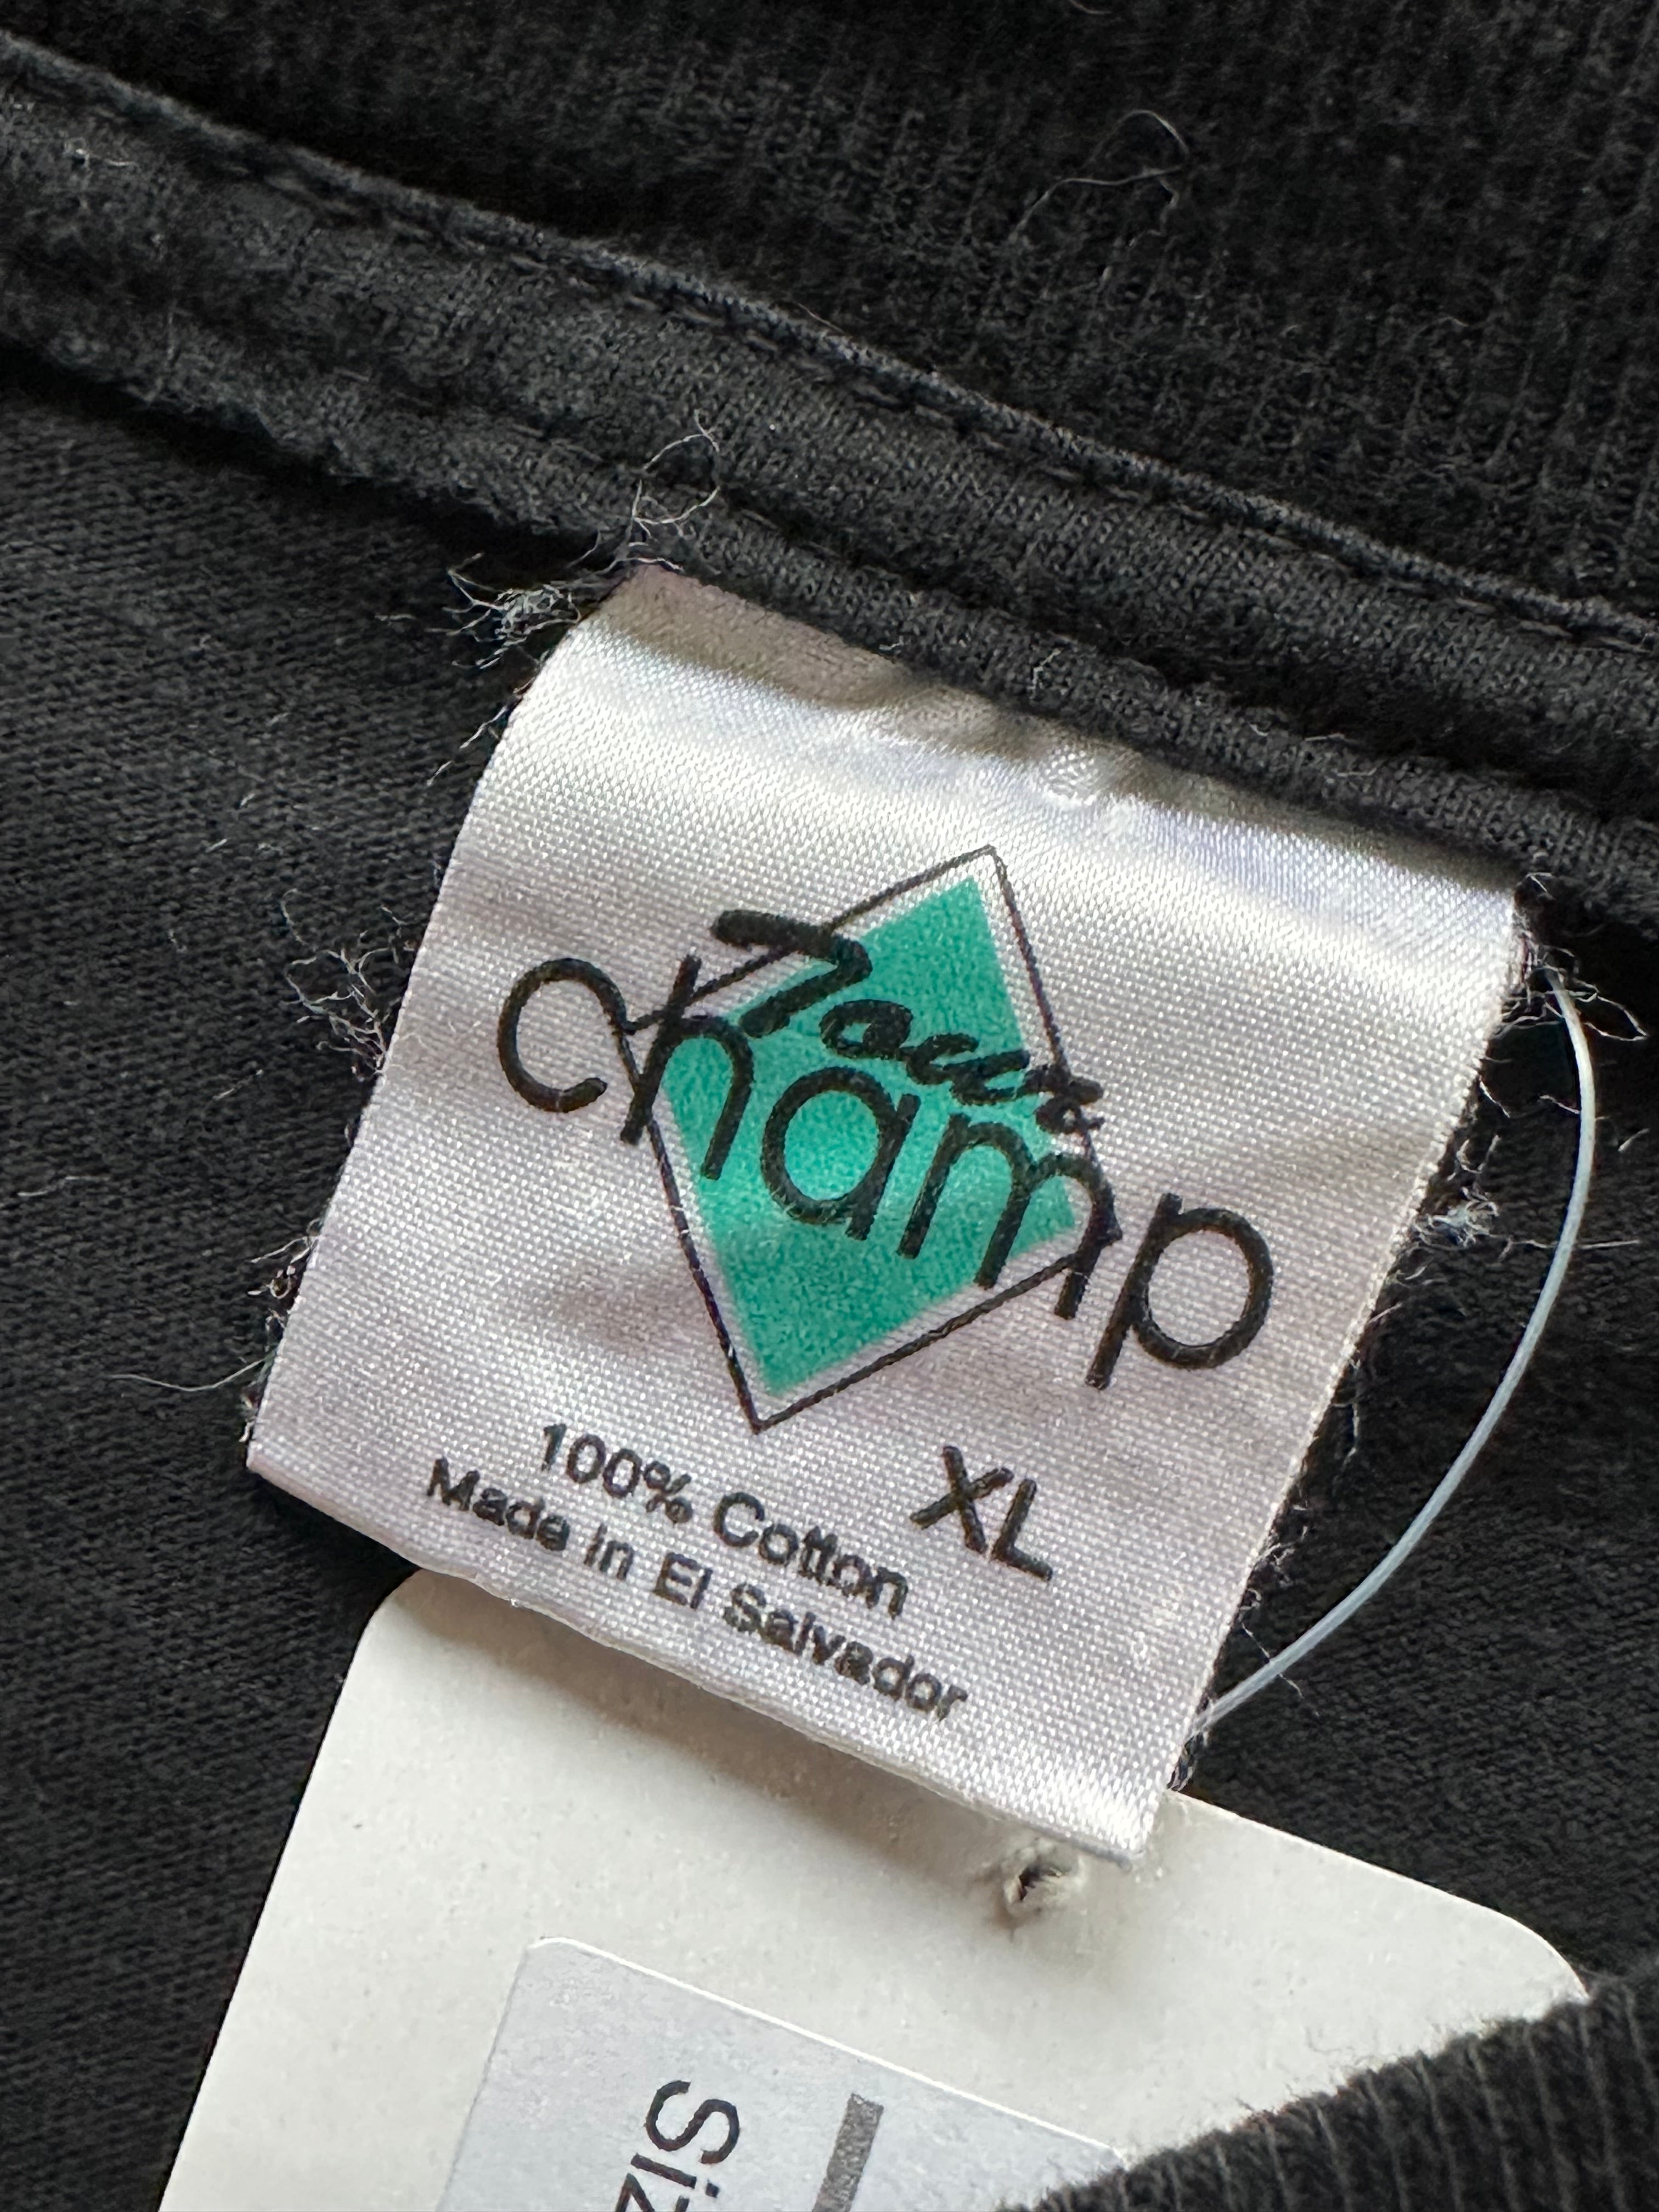 Tour
Champ
XL
100% Cotton
Made in El Salvador